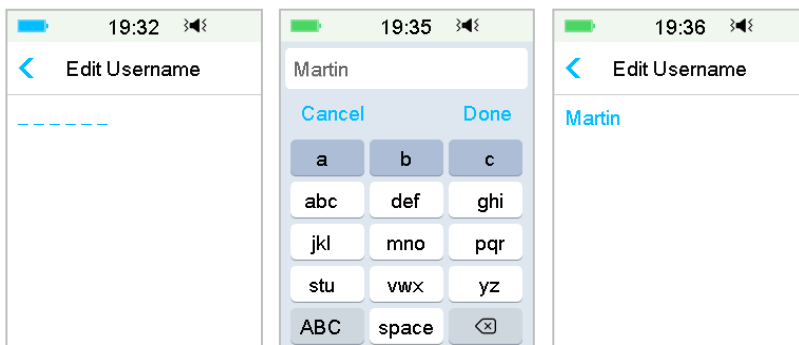 19:32
Edit Username
_ _ _ _ _ _
19:35
Martin
Cancel Done
a b c
abc def ghi
jkl mno pqr
stu vwx yz
ABC space
19:36
Edit Username
Martin